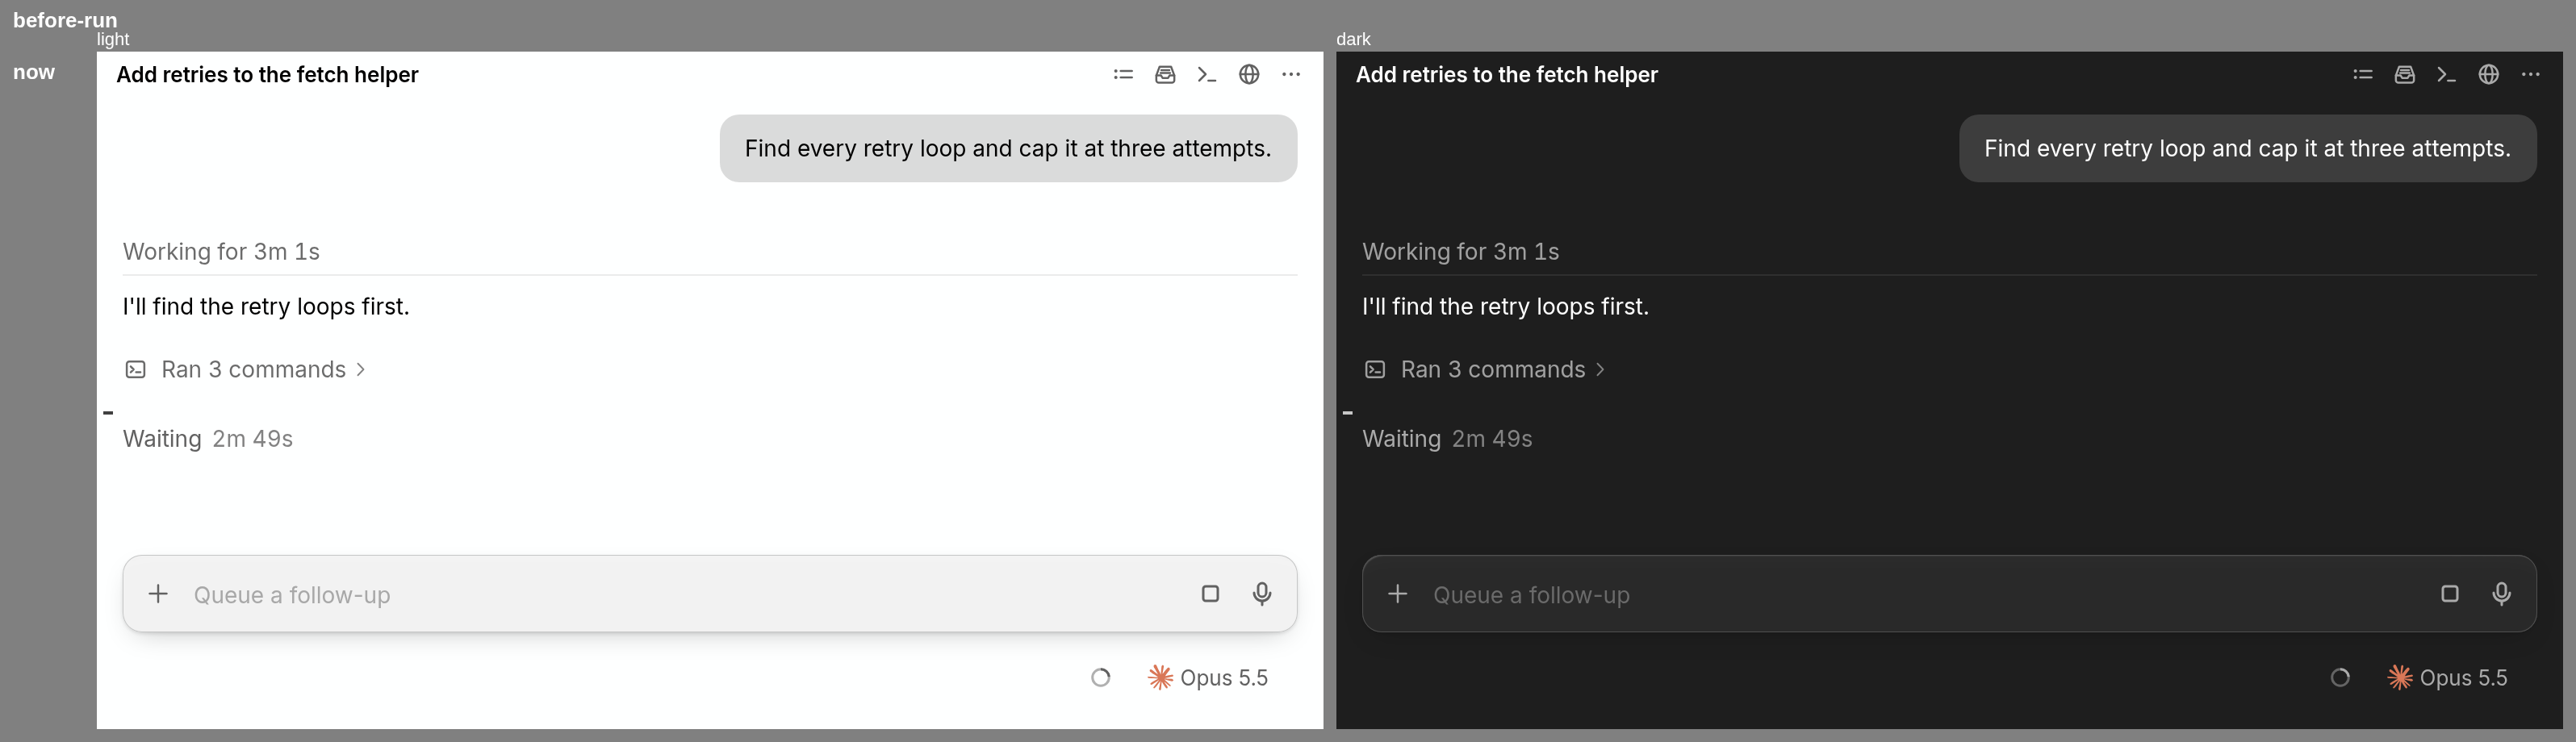 before-run
light
dark
now
Add retries to the fetch helper
Find every retry loop and cap it at three attempts.
Working for 3m 1s
I'll find the retry loops first.
Ran 3 commands
Waiting 2m 49s
Queue a follow-up
Opus 5.5
Add retries to the fetch helper
Find every retry loop and cap it at three attempts.
Working for 3m 1s
I'll find the retry loops first.
Ran 3 commands
Waiting 2m 49s
Queue a follow-up
Opus 5.5